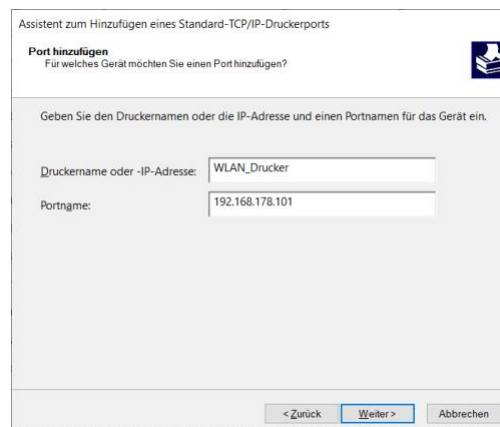 Assistent zum Hinzufügen eines Standard-TCP/IP-Druckerports
Port hinzufügen
Für welches Gerät möchten Sie einen Port hinzufügen?
Geben Sie den Druckernamen oder die IP-Adresse und einen Portnamen für das Gerät ein.
Druckername oder -IP-Adresse: WLAN_Drucker
Portname: 192.168.178.101
< Zurück Weiter > Abbrechen